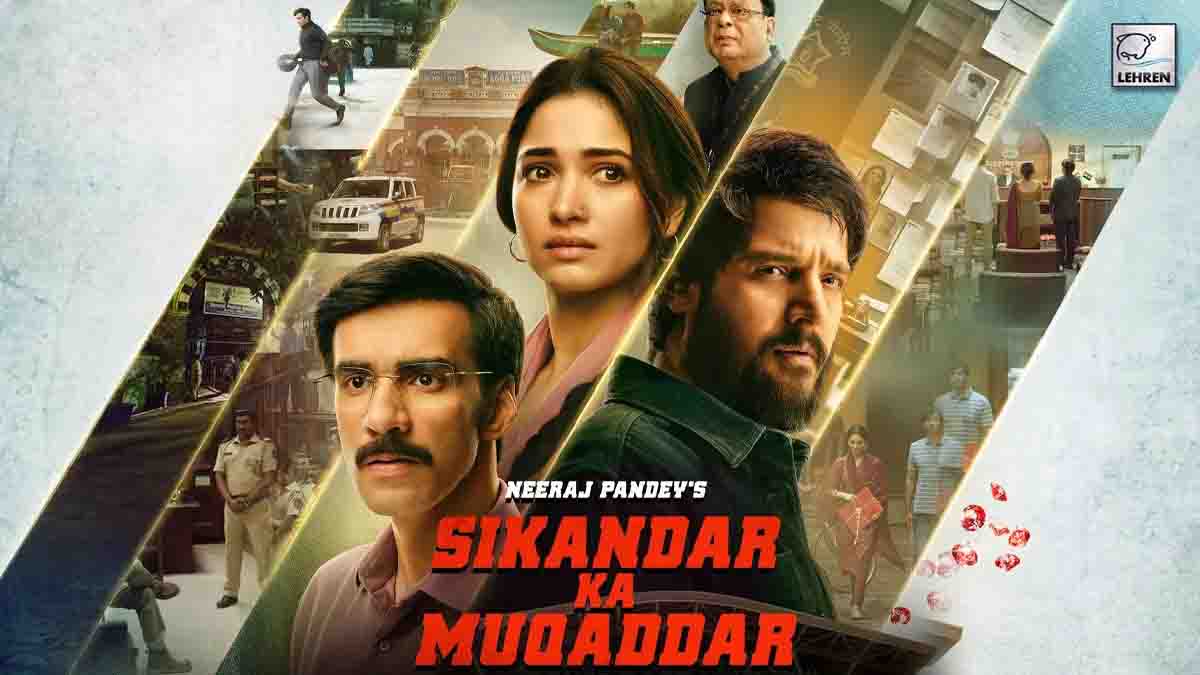 LEHREN
NEERAJ PANDEY'S
SIKANDAR
KA
MUQADDAR